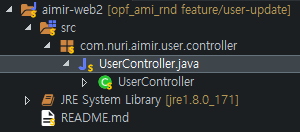 aimir-web2 [opf_ami_rnd feature/user-update]
src
com.nuri.aimir.user.controller
UserController.java
UserController
JRE System Library [jre1.8.0_171]
README.md